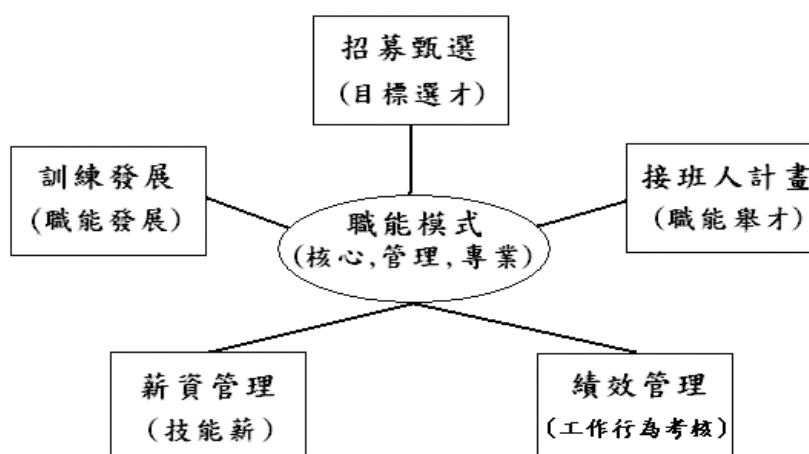 招募甄選
(目標選才)
訓練發展
(職能發展)
接班人計畫
(職能舉才)
職能模式
(核心,管理,專業)
薪資管理
(技能薪)
績效管理
(工作行為考核)